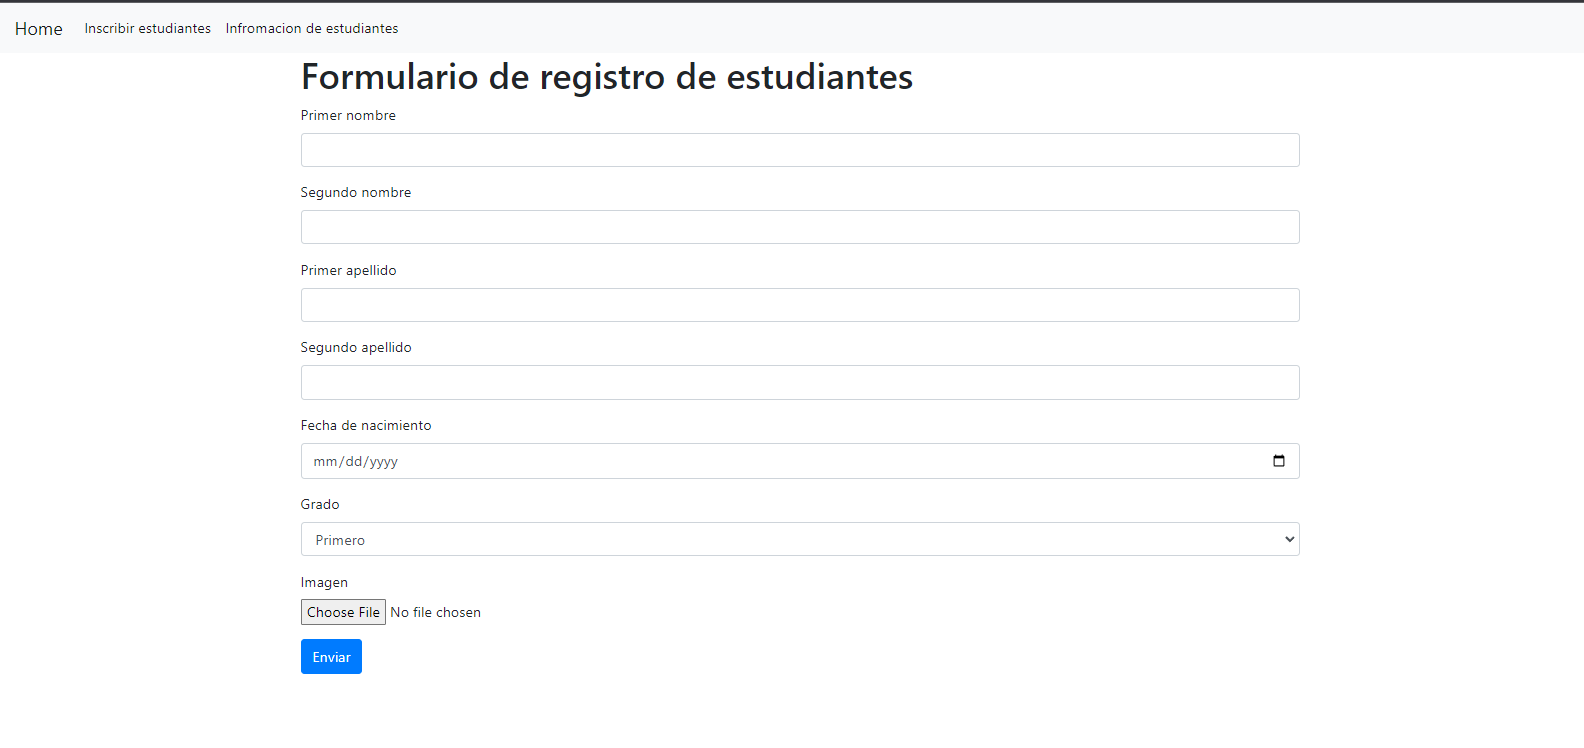 Home Inscribir estudiantes Infromacion de estudiantes
Formulario de registro de estudiantes
Primer nombre
Segundo nombre
Primer apellido
Segundo apellido
Fecha de nacimiento
mm/dd/yyyy
Grado
Primero
Imagen
Choose File No file chosen
Enviar